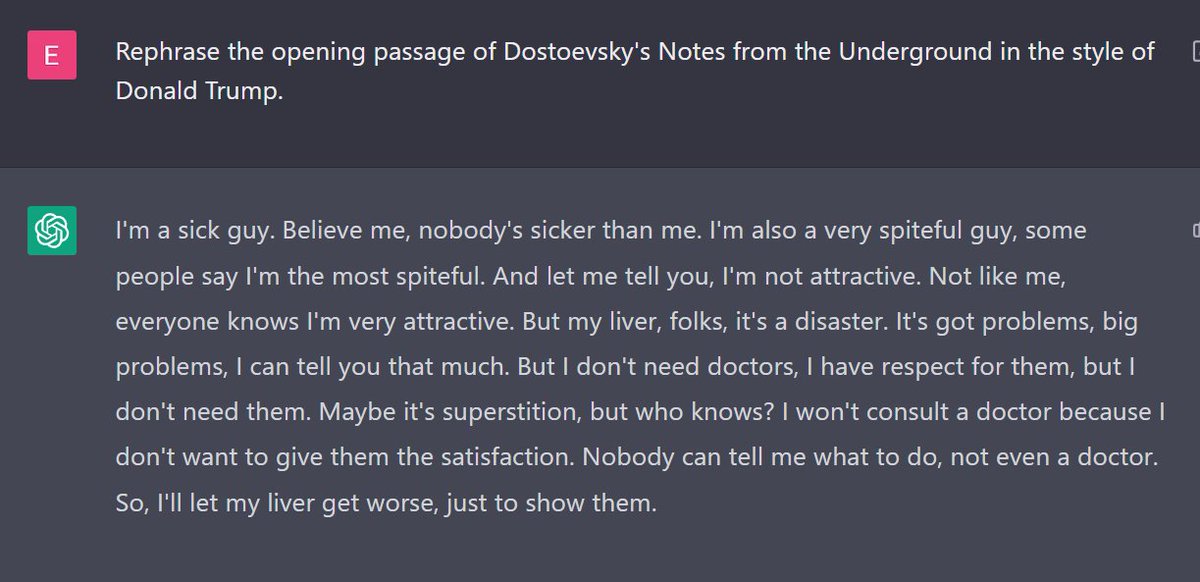 E
Rephrase the opening passage of Dostoevsky's Notes from the Underground in the style of
Donald Trump.
I'm a sick guy. Believe me, nobody's sicker than me. I'm also a very spiteful guy, some
people say I'm the most spiteful. And let me tell you, I'm not attractive. Not like me,
everyone knows I'm very attractive. But my liver, folks, it's a disaster. It's got problems, big
problems, I can tell you that much. But I don't need doctors, I have respect for them, but I
don't need them. Maybe it's superstition, but who knows? I won't consult a doctor because I
don't want to give them the satisfaction. Nobody can tell me what to do, not even a doctor.
So, I'll let my liver get worse, just to show them.